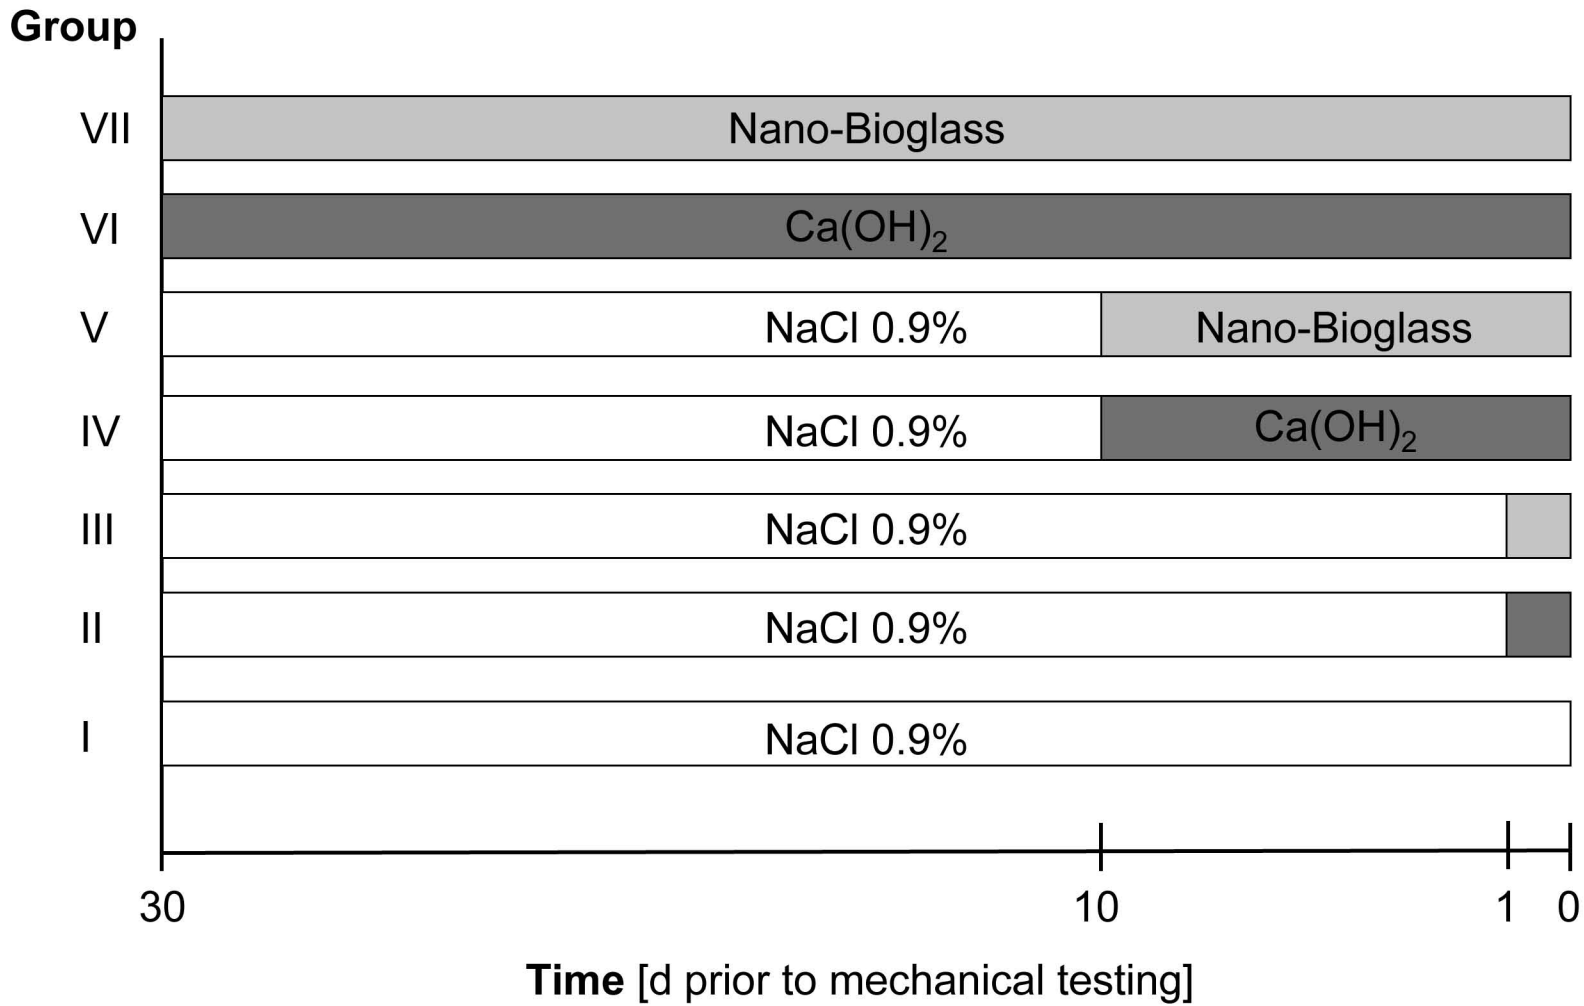 Group
VII Nano-Bioglass
VI Ca(OH)₂
V NaCl 0.9% Nano-Bioglass
IV NaCl 0.9% Ca(OH)₂
III NaCl 0.9%
II NaCl 0.9%
I NaCl 0.9%
30 10 1 0
Time [d prior to mechanical testing]